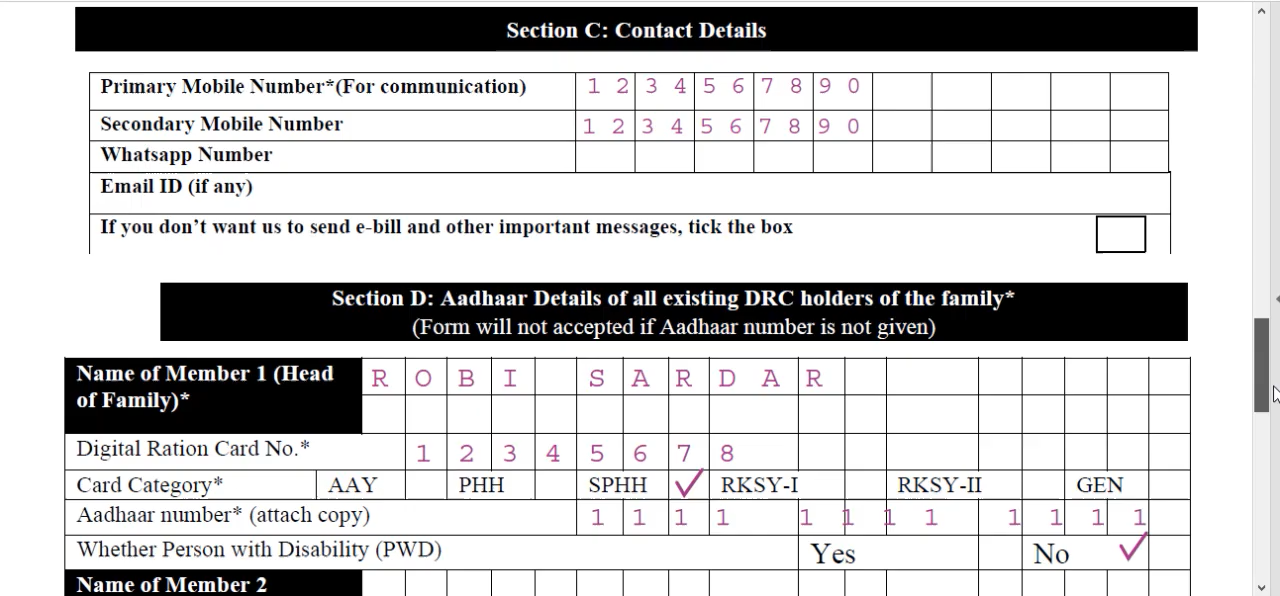 Section C: Contact Details
Primary Mobile Number*(For communication) 1 2 3 4 5 6 7 8 9 0
Secondary Mobile Number 1 2 3 4 5 6 7 8 9 0
Whatsapp Number
Email ID (if any)
If you don't want us to send e-bill and other important messages, tick the box
Section D: Aadhaar Details of all existing DRC holders of the family*
(Form will not accepted if Aadhaar number is not given)
Name of Member 1 (Head of Family)* R O B I S A R D A R
Digital Ration Card No.* 1 2 3 4 5 6 7 8
Card Category* AAY PHH SPHH ✓ RKSY-I RKSY-II GEN
Aadhaar number* (attach copy) 1 1 1 1 1 1 1 1 1 1 1 1
Whether Person with Disability (PWD) Yes No ✓
Name of Member 2